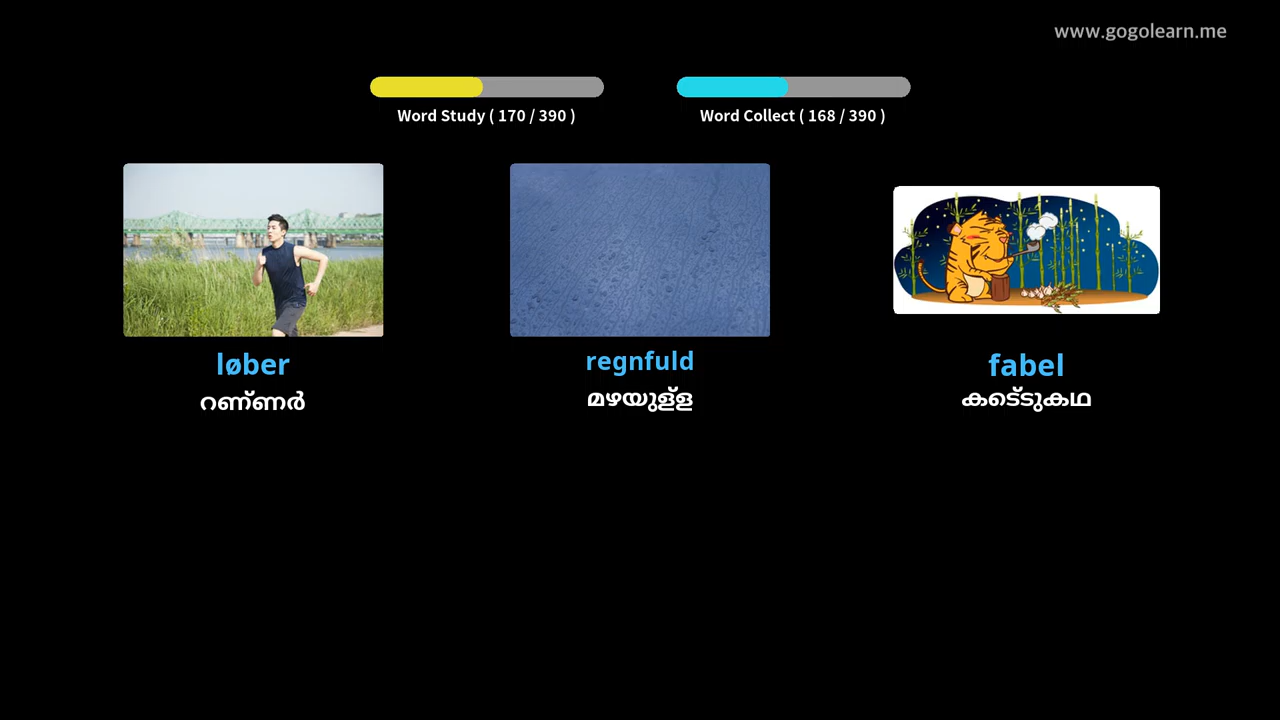 www.gogolearn.me
Word Study ( 170 / 390 )
Word Collect ( 168 / 390 )
løber
റണ്ണർ
regnfuld
മഴയുള്ള
fabel
കെട്ടുകഥ